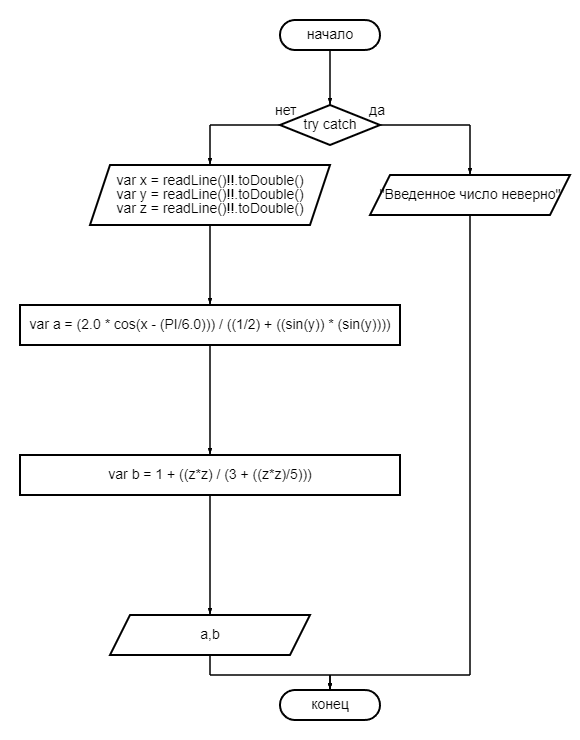 начало
нет
да
try catch
var x = readLine()!!.toDouble()
var y = readLine()!!.toDouble()
var z = readLine()!!.toDouble()
"Введенное число неверно"
var a = (2.0 * cos(x - (PI/6.0))) / ((1/2) + ((sin(y)) * (sin(y))))
var b = 1 + ((z*z) / (3 + ((z*z)/5)))
a,b
конец